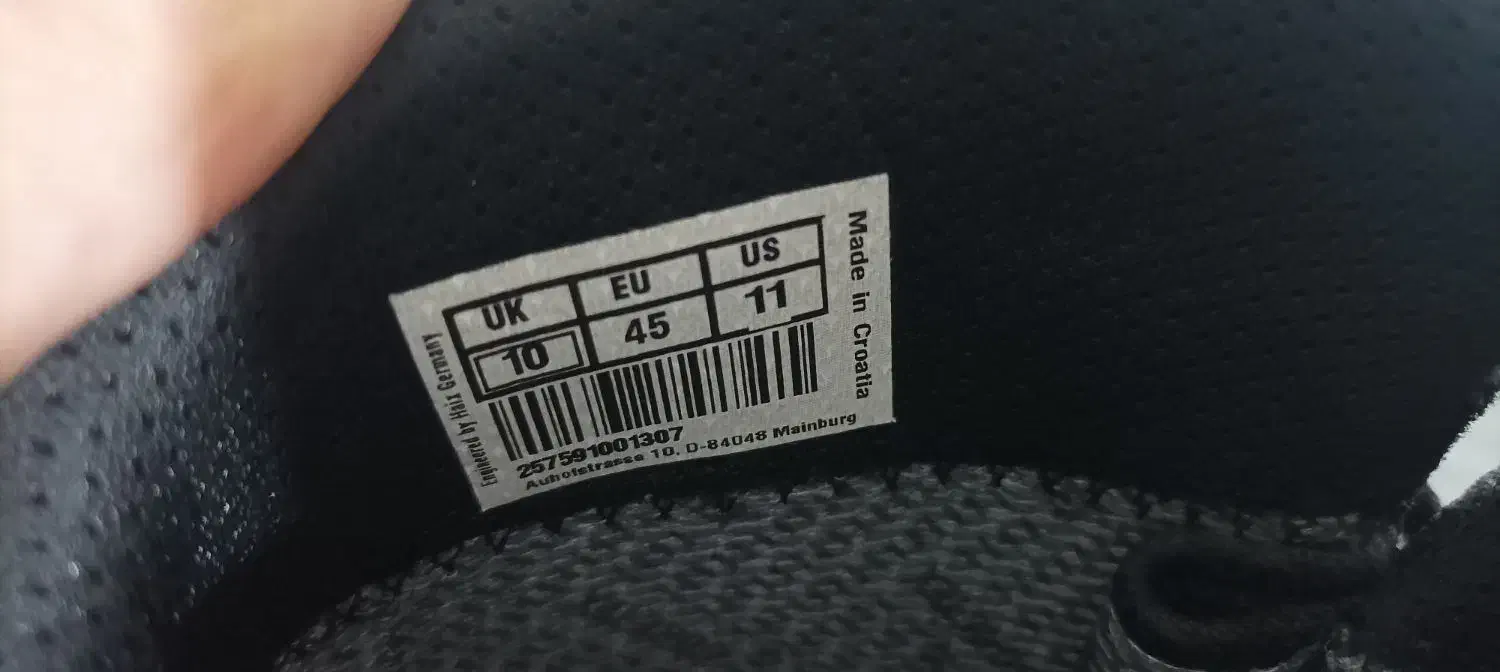 UK EU US
10 45 11
257591001307
Auhofstrasse 10, D-84048 Mainburg
Engineered by Haix Germany
Made in Croatia